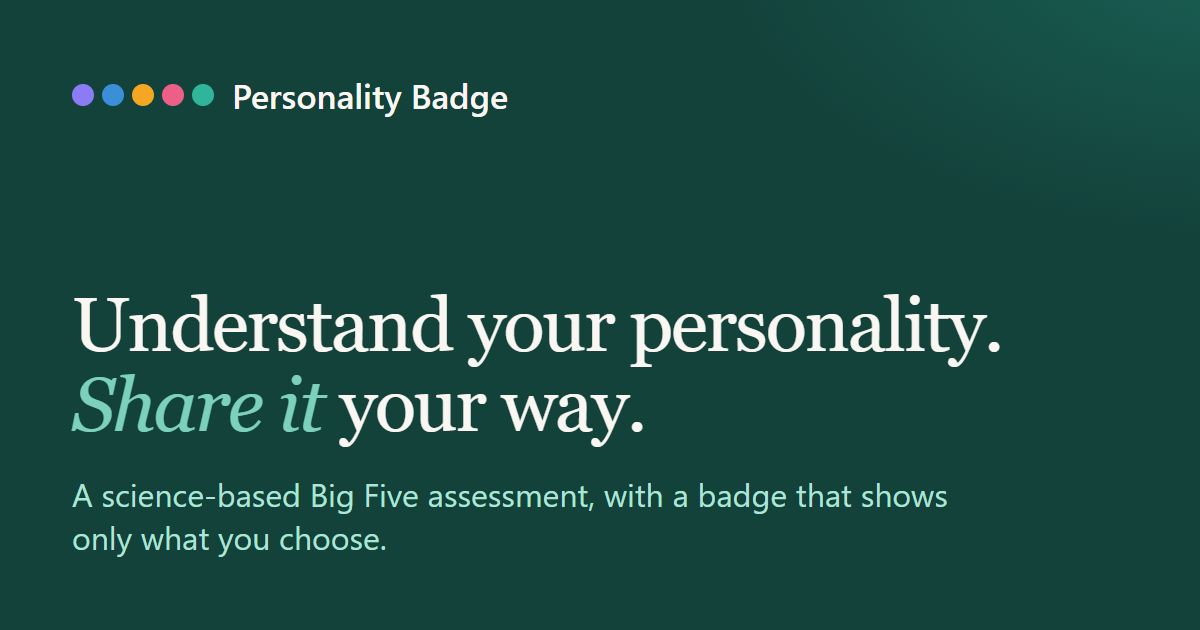 Personality Badge
Understand your personality.
Share it your way.
A science-based Big Five assessment, with a badge that shows
only what you choose.